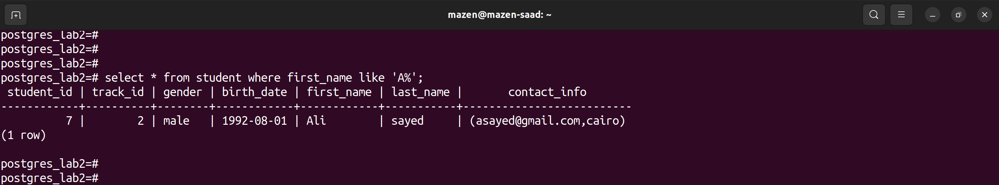 mazen@mazen-saad: ~
postgres_lab2=#
postgres_lab2=#
postgres_lab2=#
postgres_lab2=# select * from student where first_name like 'A%';
 student_id | track_id | gender | birth_date | first_name | last_name |       contact_info
------------+----------+--------+------------+------------+-----------+--------------------------
          7 |        2 | male   | 1992-08-01 | Ali        | sayed     | (asayed@gmail.com,cairo)
(1 row)
postgres_lab2=#
postgres_lab2=#